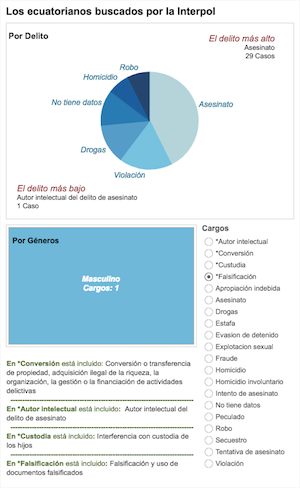 Los ecuatorianos buscados por la Interpol
Por Delito
El delito más alto
Asesinato
29 Casos
Robo
Homicidio
No tiene datos
Asesinato
Drogas
Violación
El delito más bajo
Autor intelectual del delito de asesinato
1 Caso
Por Géneros
Masculino
Cargos: 1
Cargos
*Autor intelectual
*Conversión
*Custudia
*Falsificación
Apropiación indebida
Asesinato
Drogas
Estafa
Evasion de detenido
Explotacion sexual
Fraude
Homicidio
Homicidio involuntario
Intento de asesinato
No tiene datos
Peculado
Robo
Secuestro
Tentativa de asesinato
Violación
En *Conversión está incluido: Conversión o transferencia
de propiedad, adquisición ilegal de la riqueza, la
organización, la gestión o la financiación de actividades
delictivas
En *Autor intelectual está incluido: Autor intelectual del
delito de asesinato
En *Custodia está incluido: Interferencia con custodia de
los hijos
En *Falsificación está incluido: Falsificación y uso de
documentos falsificados